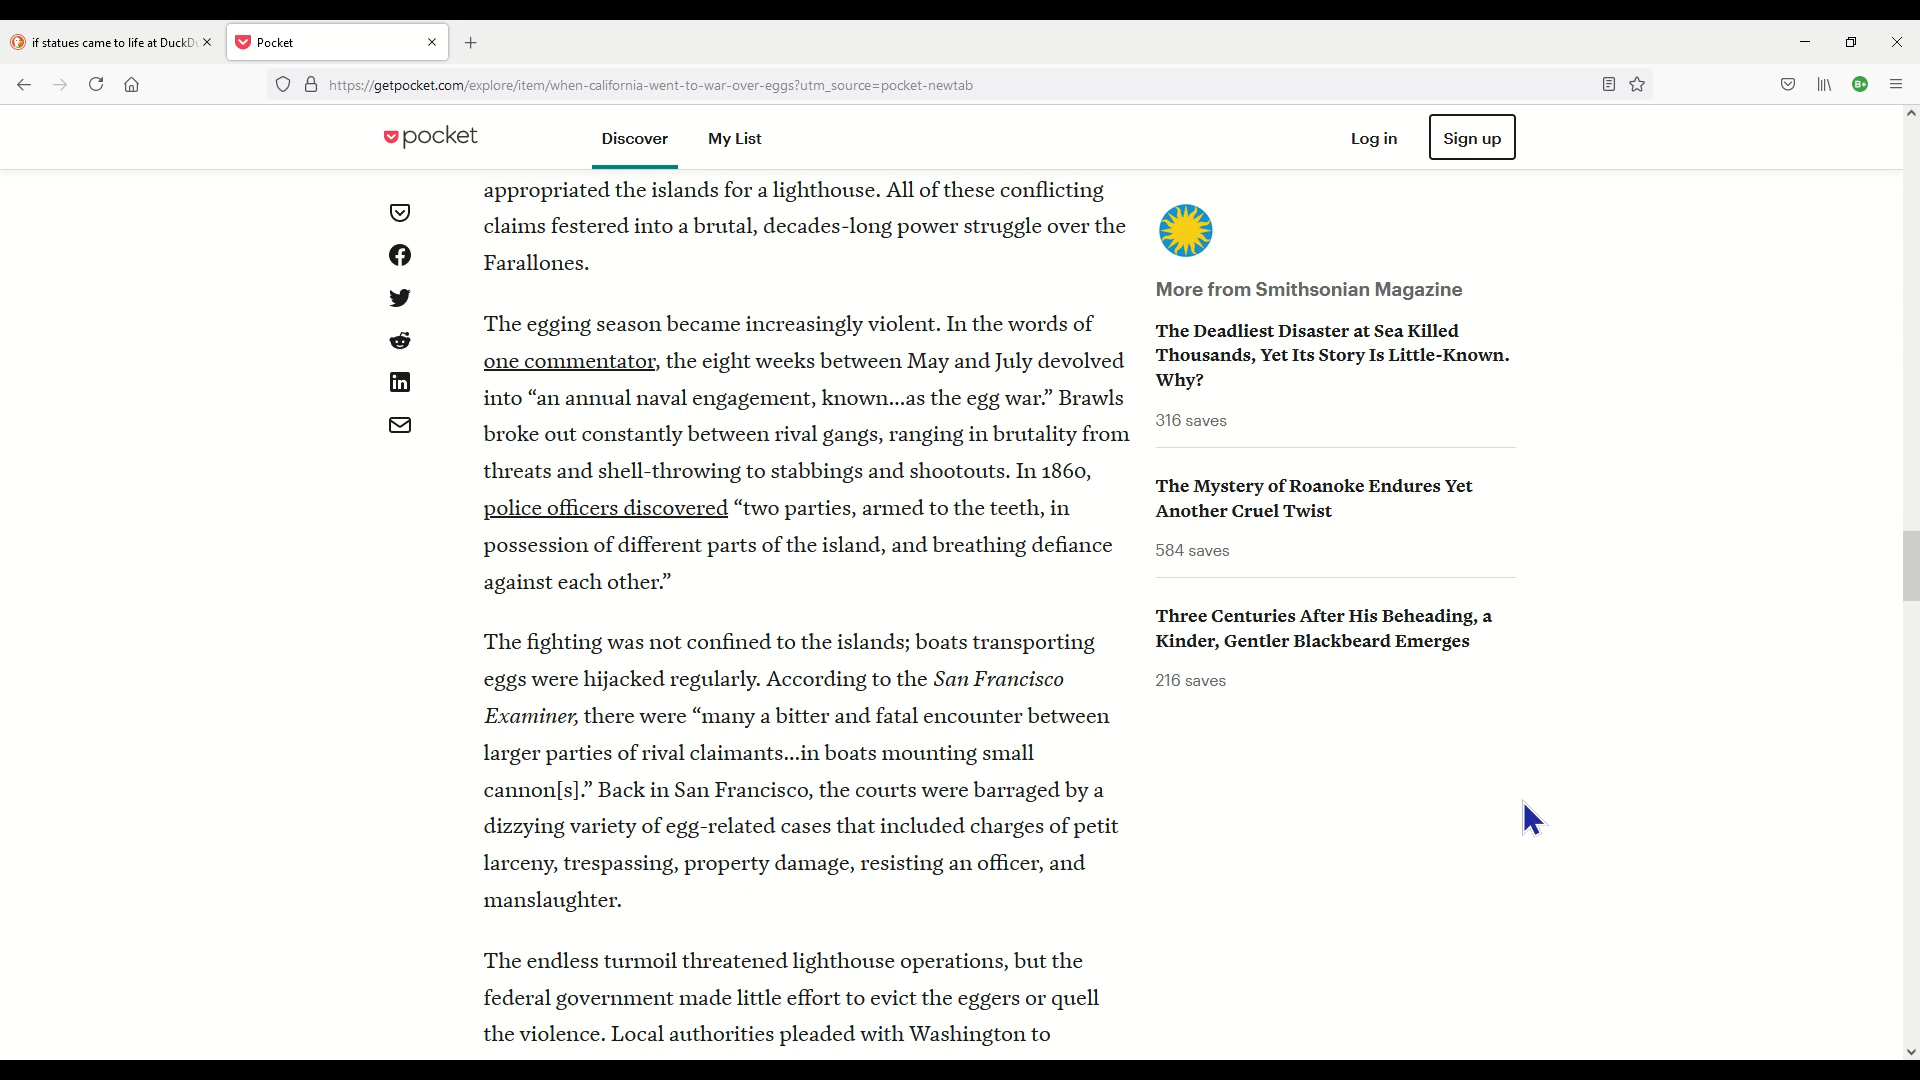 if statues came to life at DuckDu
Pocket
https://getpocket.com/explore/item/when-california-went-to-war-over-eggs?utm_source=pocket-newtab
B+
pocket
Discover
My List
Log in
Sign up
appropriated the islands for a lighthouse. All of these conflicting
claims festered into a brutal, decades-long power struggle over the
Farallones.
The egging season became increasingly violent. In the words of
one commentator, the eight weeks between May and July devolved
into “an annual naval engagement, known...as the egg war.” Brawls
broke out constantly between rival gangs, ranging in brutality from
threats and shell-throwing to stabbings and shootouts. In 1860,
police officers discovered “two parties, armed to the teeth, in
possession of different parts of the island, and breathing defiance
against each other.”
The fighting was not confined to the islands; boats transporting
eggs were hijacked regularly. According to the San Francisco
Examiner, there were “many a bitter and fatal encounter between
larger parties of rival claimants...in boats mounting small
cannon[s].” Back in San Francisco, the courts were barraged by a
dizzying variety of egg-related cases that included charges of petit
larceny, trespassing, property damage, resisting an officer, and
manslaughter.
The endless turmoil threatened lighthouse operations, but the
federal government made little effort to evict the eggers or quell
the violence. Local authorities pleaded with Washington to
More from Smithsonian Magazine
The Deadliest Disaster at Sea Killed
Thousands, Yet Its Story Is Little-Known.
Why?
316 saves
The Mystery of Roanoke Endures Yet
Another Cruel Twist
584 saves
Three Centuries After His Beheading, a
Kinder, Gentler Blackbeard Emerges
216 saves